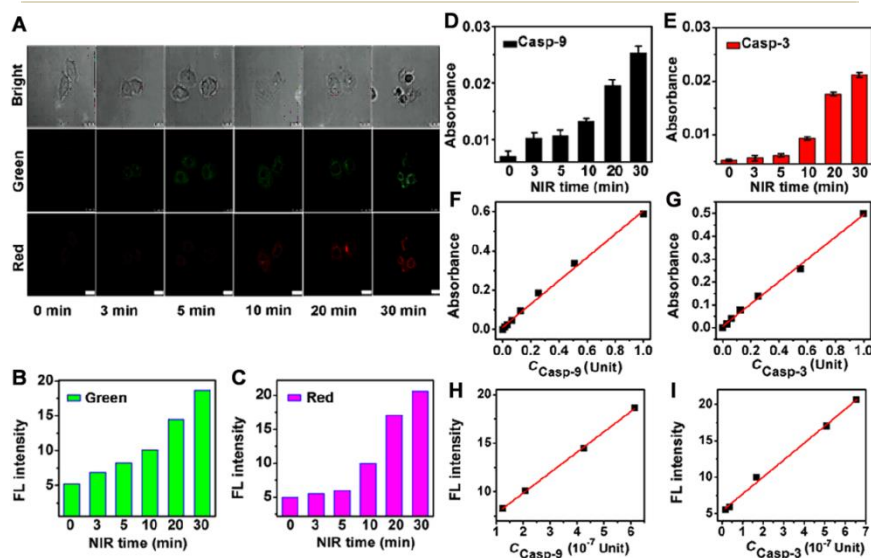 A
Bright
Green
Red
0 min 3 min 5 min 10 min 20 min 30 min
B
Green
FL intensity
20
15
10
5
0 3 5 10 20 30
NIR time (min)
C
Red
FL intensity
20
15
10
5
0 3 5 10 20 30
NIR time (min)
D
Casp-9
Absorbance
0.03
0.02
0.01
0 3 5 10 20 30
NIR time (min)
E
Casp-3
Absorbance
0.03
0.02
0.01
0 3 5 10 20 30
NIR time (min)
F
Absorbance
0.6
0.4
0.2
0.0
0.0 0.2 0.4 0.6 0.8 1.0
CCasp-9 (Unit)
G
Absorbance
0.5
0.4
0.3
0.2
0.1
0.0
0.0 0.2 0.4 0.6 0.8 1.0
CCasp-3 (Unit)
H
FL intensity
20
15
10
1 2 3 4 5 6
CCasp-9 (10-7 Unit)
I
FL intensity
20
15
10
5
0 1 2 3 4 5 6 7
CCasp-3 (10-7 Unit)